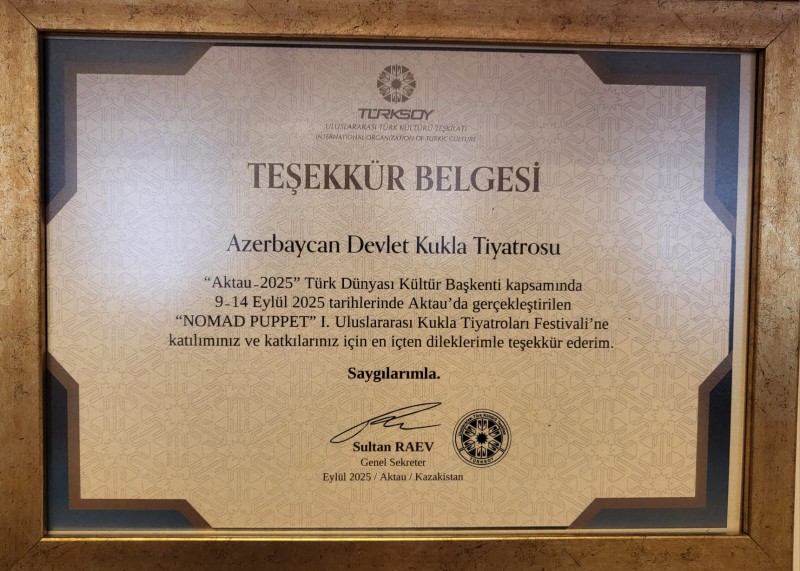 TÜRKSOY
ULUSLARARASI TÜRK KÜLTÜRÜ TEŞKİLATI
INTERNATIONAL ORGANIZATION OF TURKIC CULTURE
TEŞEKKÜR BELGESİ
Azerbaycan Devlet Kukla Tiyatrosu
“Aktau-2025” Türk Dünyası Kültür Başkenti kapsamında
9-14 Eylül 2025 tarihlerinde Aktau’da gerçekleştirilen
“NOMAD PUPPET” I. Uluslararası Kukla Tiyatroları Festivali’ne
katılımınız ve katkılarınız için en içten dileklerimle teşekkür ederim.
Saygılarımla.
Sultan RAEV
Genel Sekreter
Eylül 2025 / Aktau / Kazakistan
TÜRKSOY